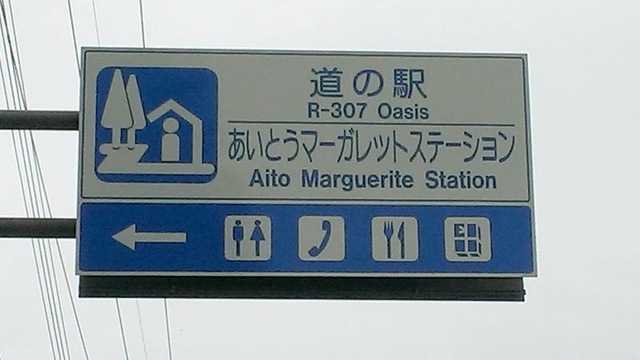 道の駅
R-307 Oasis
あいとうマーガレットステーション
Aito Marguerite Station